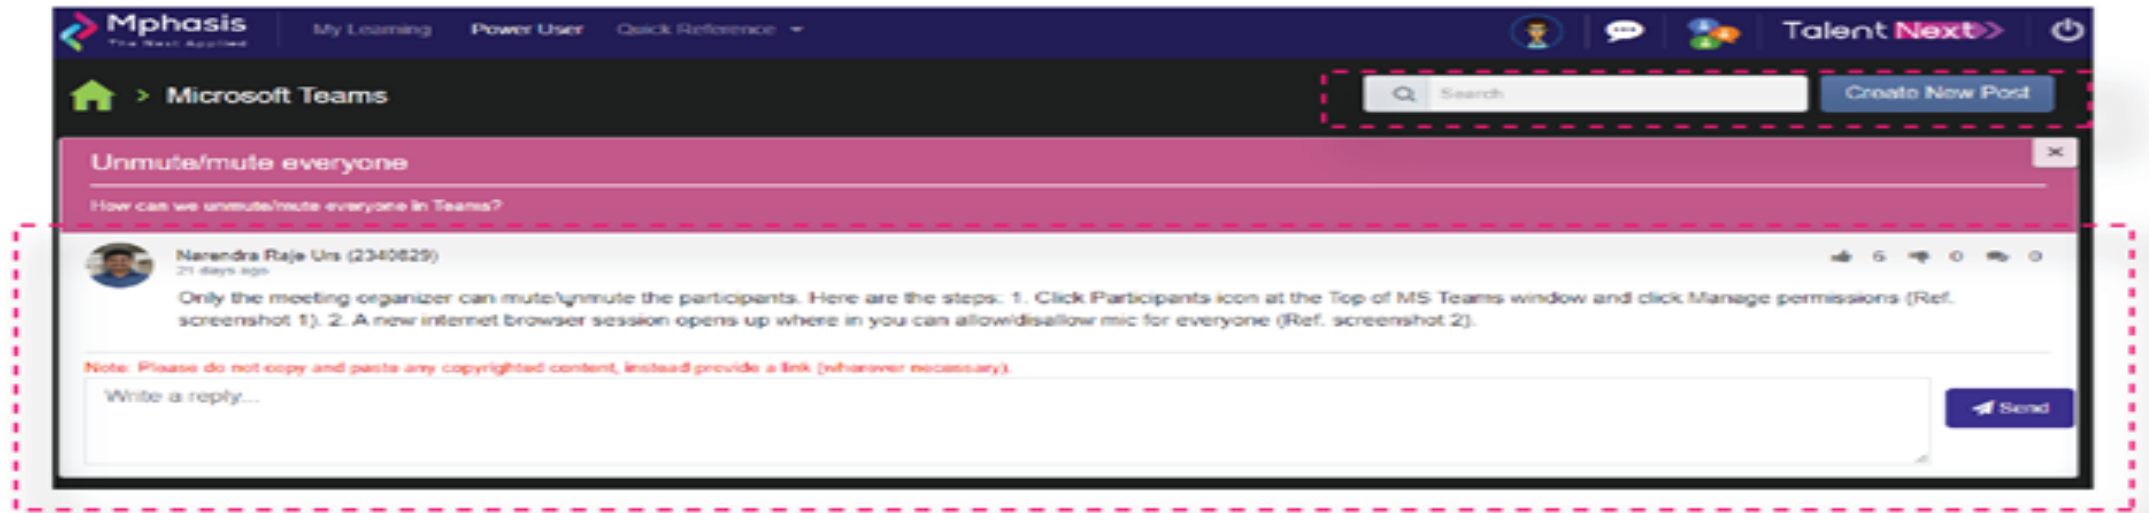 Mphasis
The Next Applied
My Learning
Power User
Quick Reference
Talent Next
> Microsoft Teams
Search
Create New Post
Unmute/mute everyone
×
How can we unmute/mute everyone in Teams?
Narendra Raje Urs (2340829)
21 days ago
6 0 0
Only the meeting organizer can mute/unmute the participants. Here are the steps: 1. Click Participants icon at the Top of MS Teams window and click Manage permissions (Ref.
screenshot 1). 2. A new internet browser session opens up where in you can allow/disallow mic for everyone (Ref. screenshot 2).
Note: Please do not copy and paste any copyrighted content, instead provide a link (wherever necessary).
Write a reply...
Send